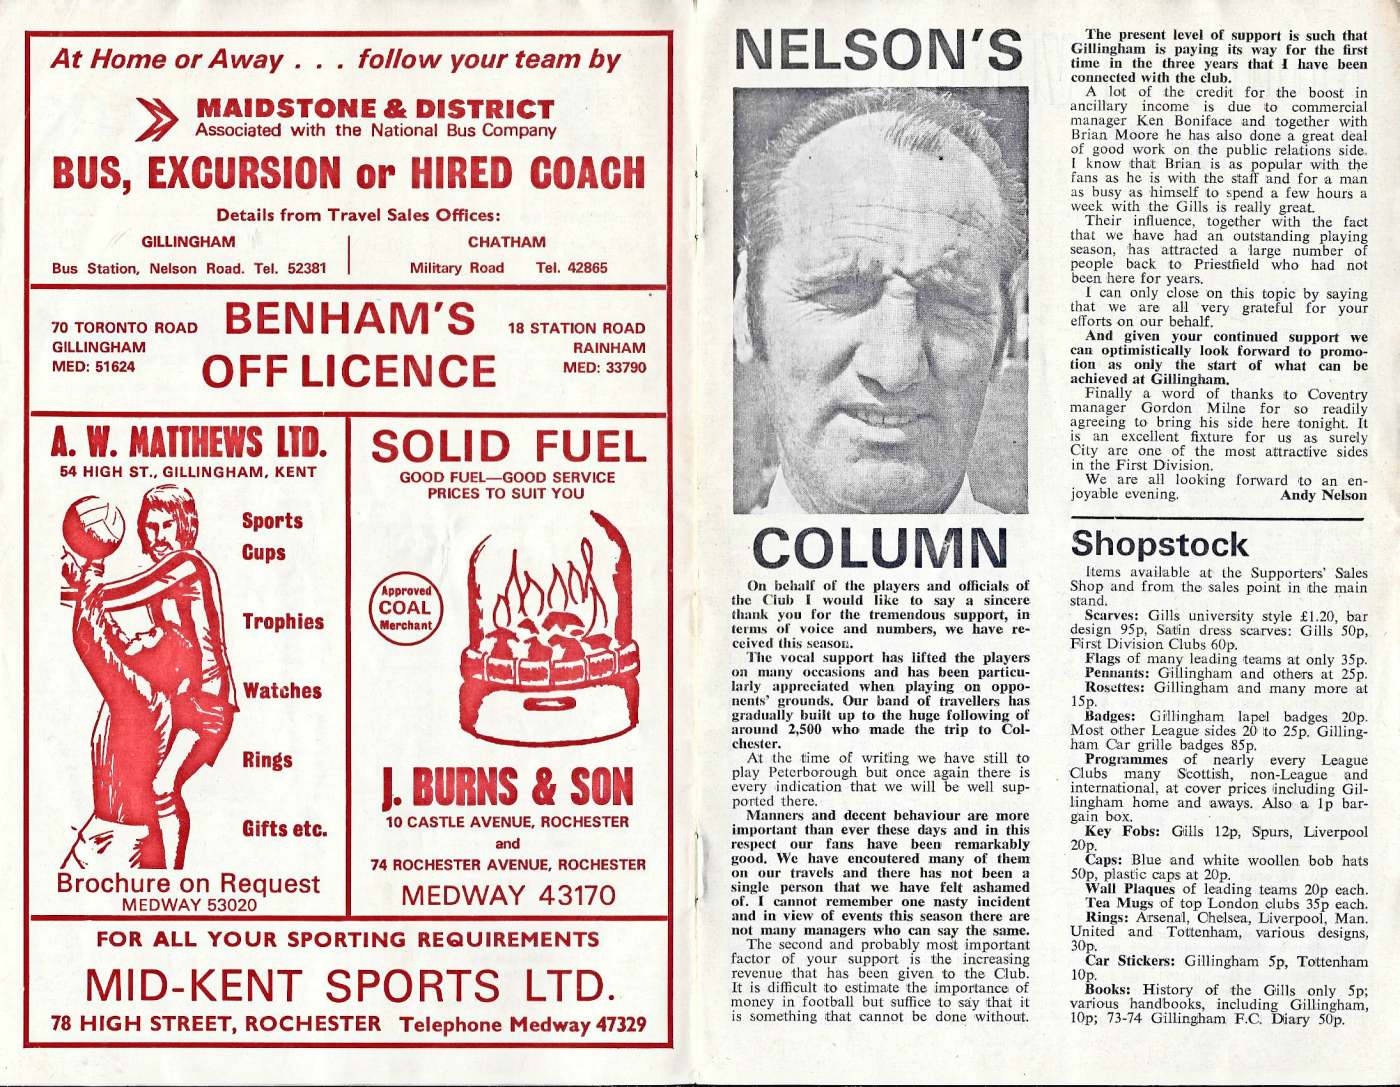 At Home or Away . . . follow your team by
MAIDSTONE & DISTRICT
Associated with the National Bus Company
BUS, EXCURSION or HIRED COACH
Details from Travel Sales Offices:
GILLINGHAM
Bus Station, Nelson Road. Tel. 52381
CHATHAM
Military Road Tel. 42865
70 TORONTO ROAD
GILLINGHAM
MED: 51624
BENHAM'S
OFF LICENCE
18 STATION ROAD
RAINHAM
MED: 33790
A. W. MATTHEWS LTD.
54 HIGH ST., GILLINGHAM, KENT
Sports
Cups
Trophies
Watches
Rings
Gifts etc.
Brochure on Request
MEDWAY 53020
SOLID FUEL
GOOD FUEL—GOOD SERVICE
PRICES TO SUIT YOU
Approved
COAL
Merchant
J. BURNS & SON
10 CASTLE AVENUE, ROCHESTER
and
74 ROCHESTER AVENUE, ROCHESTER
MEDWAY 43170
FOR ALL YOUR SPORTING REQUIREMENTS
MID-KENT SPORTS LTD.
78 HIGH STREET, ROCHESTER Telephone Medway 47329
NELSON'S
COLUMN
On behalf of the players and officials of
the Club I would like to say a sincere
thank you for the tremendous support, in
terms of voice and numbers, we have re-
ceived this season.
The vocal support has lifted the players
on many occasions and has been particu-
larly appreciated when playing on oppo-
nents' grounds. Our band of travellers has
gradually built up to the huge following of
around 2,500 who made the trip to Col-
chester.
At the time of writing we have still to
play Peterborough but once again there is
every indication that we will be well sup-
ported there.
Manners and decent behaviour are more
important than ever these days and in this
respect our fans have been remarkably
good. We have encoutered many of them
on our travels and there has not been a
single person that we have felt ashamed
of. I cannot remember one nasty incident
and in view of events this season there are
not many managers who can say the same.
The second and probably most important
factor of your support is the increasing
revenue that has been given to the Club.
It is difficult to estimate the importance of
money in football but suffice to say that it
is something that cannot be done without.
The present level of support is such that
Gillingham is paying its way for the first
time in the three years that I have been
connected with the club.
A lot of the credit for the boost in
ancillary income is due to commercial
manager Ken Boniface and together with
Brian Moore he has also done a great deal
of good work on the public relations side.
I know that Brian is as popular with the
fans as he is with the staff and for a man
as busy as himself to spend a few hours a
week with the Gills is really great.
Their influence, together with the fact
that we have had an outstanding playing
season, has attracted a large number of
people back to Priestfield who had not
been here for years.
I can only close on this topic by saying
that we are all very grateful for your
efforts on our behalf.
And given your continued support we
can optimistically look forward to promo-
tion as only the start of what can be
achieved at Gillingham.
Finally a word of thanks to Coventry
manager Gordon Milne for so readily
agreeing to bring his side here tonight. It
is an excellent fixture for us as surely
City are one of the most attractive sides
in the First Division.
We are all looking forward to an en-
joyable evening. Andy Nelson
Shopstock
Items available at the Supporters' Sales
Shop and from the sales point in the main
stand.
Scarves: Gills university style £1.20, bar
design 95p, Satin dress scarves: Gills 50p,
First Division Clubs 60p.
Flags of many leading teams at only 35p.
Pennants: Gillingham and others at 25p.
Rosettes: Gillingham and many more at
15p.
Badges: Gillingham lapel badges 20p.
Most other League sides 20 to 25p. Gilling-
ham Car grille badges 85p.
Programmes of nearly every League
Clubs many Scottish, non-League and
international, at cover prices including Gil-
lingham home and aways. Also a 1p bar-
gain box.
Key Fobs: Gills 12p, Spurs, Liverpool
20p.
Caps: Blue and white woollen bob hats
50p, plastic caps at 20p.
Wall Plaques of leading teams 20p each.
Tea Mugs of top London clubs 35p each.
Rings: Arsenal, Chelsea, Liverpool, Man.
United and Tottenham, various designs,
30p.
Car Stickers: Gillingham 5p, Tottenham
10p.
Books: History of the Gills only 5p;
various handbooks, including Gillingham,
10p; 73-74 Gillingham F.C. Diary 50p.